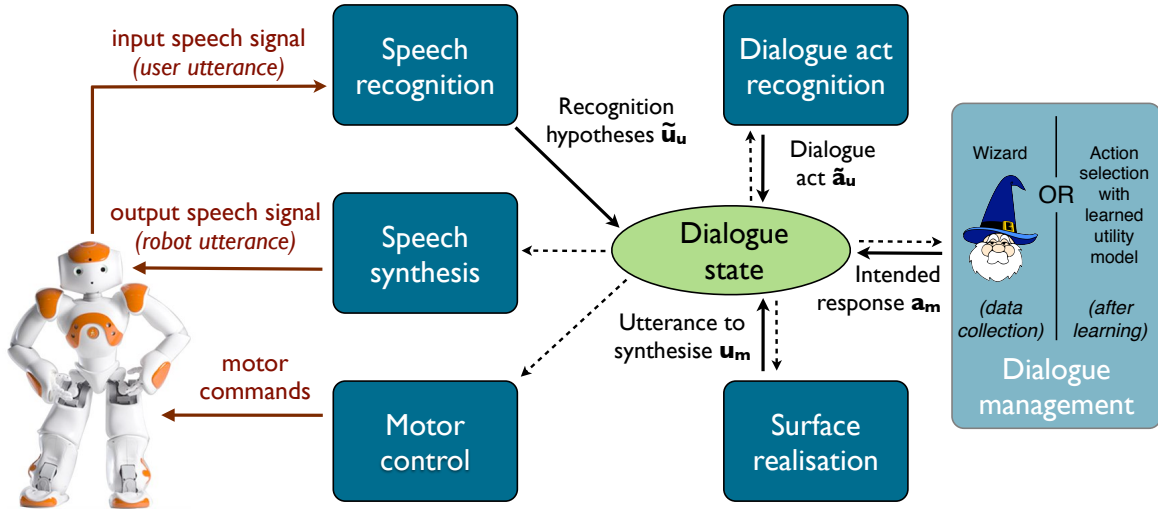 input speech signal
(user utterance)
Speech
recognition
Dialogue act
recognition
Recognition
hypotheses ũᵤ
Dialogue
act ãᵤ
output speech signal
(robot utterance)
Speech
synthesis
Dialogue
state
Wizard
OR
Action
selection
with
learned
utility
model
Intended
response aₘ
(data
collection)
(after
learning)
Dialogue
management
Utterance to
synthesise uₘ
motor
commands
Motor
control
Surface
realisation